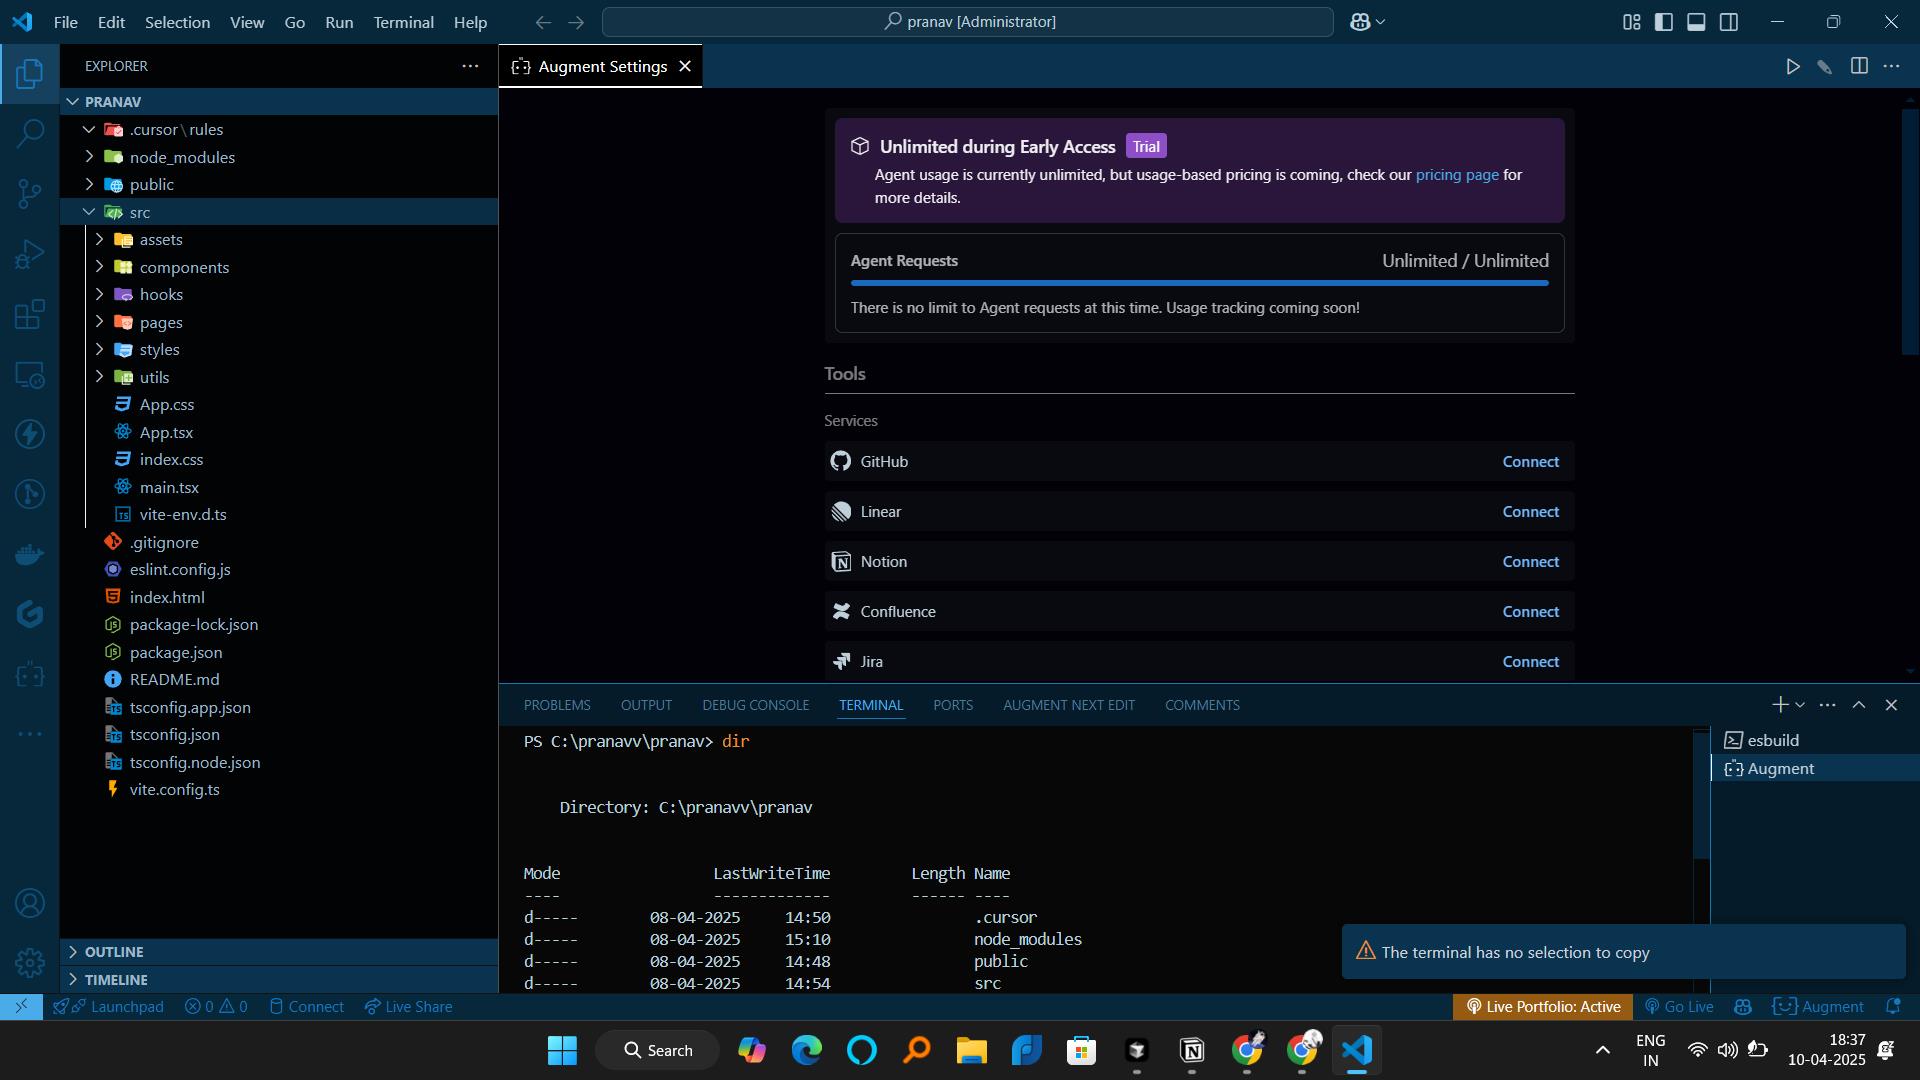 File Edit Selection View Go Run Terminal Help
pranav [Administrator]
EXPLORER
Augment Settings
PRANAV
.cursor\rules
node_modules
public
src
assets
components
hooks
pages
styles
utils
App.css
App.tsx
index.css
main.tsx
vite-env.d.ts
.gitignore
eslint.config.js
index.html
package-lock.json
package.json
README.md
tsconfig.app.json
tsconfig.json
tsconfig.node.json
vite.config.ts
OUTLINE
TIMELINE
Unlimited during Early Access Trial
Agent usage is currently unlimited, but usage-based pricing is coming, check our pricing page for
more details.
Agent Requests Unlimited / Unlimited
There is no limit to Agent requests at this time. Usage tracking coming soon!
Tools
Services
GitHub Connect
Linear Connect
Notion Connect
Confluence Connect
Jira Connect
PROBLEMS OUTPUT DEBUG CONSOLE TERMINAL PORTS AUGMENT NEXT EDIT COMMENTS
PS C:\pranavv\pranav> dir
Directory: C:\pranavv\pranav
Mode LastWriteTime Length Name
---- ------------- ------ ----
d----- 08-04-2025 14:50 .cursor
d----- 08-04-2025 15:10 node_modules
d----- 08-04-2025 14:48 public
d----- 08-04-2025 14:54 src
esbuild
Augment
The terminal has no selection to copy
Launchpad 0 0 Connect Live Share Live Portfolio: Active Go Live Augment
Search
ENG
IN
18:37
10-04-2025